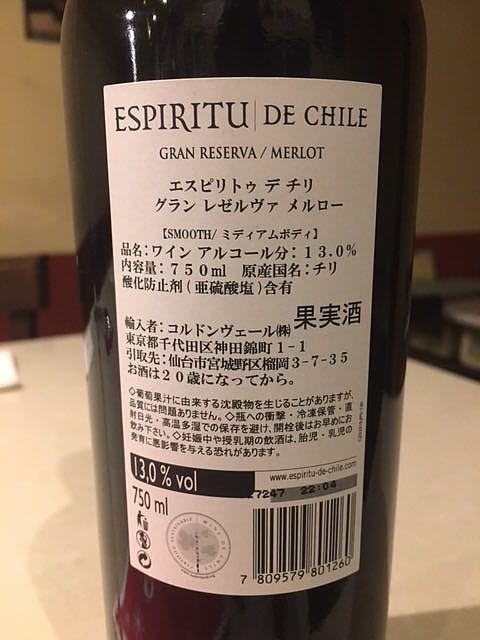 ESPIRITU | DE CHILE
GRAN RESERVA / MERLOT
エスピリトゥ デ チリ
グラン レゼルヴァ メルロー
【SMOOTH/ ミディアムボディ】
品名：ワイン アルコール分：13.0%
内容量：750ml 原産国名：チリ
酸化防止剤(亜硫酸塩)含有
果実酒
輸入者：コルドンヴェール㈱
東京都千代田区神田錦町1-1
引取先：仙台市宮城野区榴岡3-7-35
お酒は20歳になってから。
◇葡萄果汁に由来する沈殿物を生じることがありますが、
品質には問題ありません。◇瓶への衝撃・冷凍保管・直
射日光・高温多湿での保存を避け、開栓後はお早めにお
飲み下さい。◇妊娠中や授乳期の飲酒は、胎児・乳児の
発育に悪影響を与える恐れがあります。
13,0 % vol
www.espiritu-de-chile.com
27247 22:04
750 ml
7 809579 801260